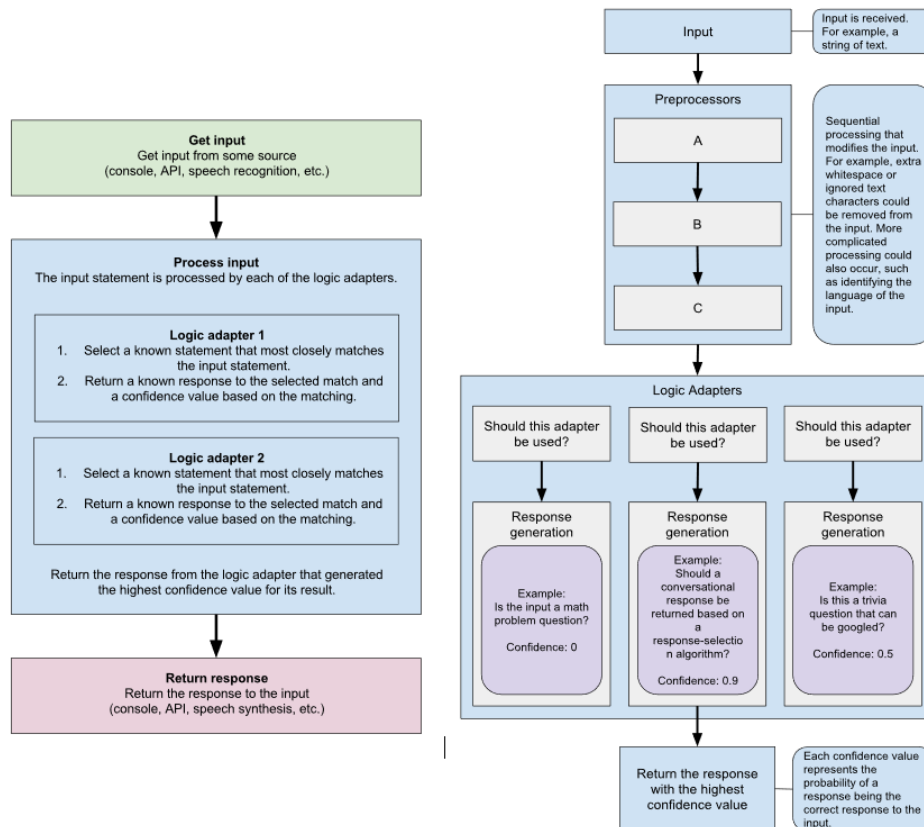 Get input
Get input from some source
(console, API, speech recognition, etc.)
Process input
The input statement is processed by each of the logic adapters.
Logic adapter 1
1. Select a known statement that most closely matches
the input statement.
2. Return a known response to the selected match and
a confidence value based on the matching.
Logic adapter 2
1. Select a known statement that most closely matches
the input statement.
2. Return a known response to the selected match and
a confidence value based on the matching.
Return the response from the logic adapter that generated
the highest confidence value for its result.
Return response
Return the response to the input
(console, API, speech synthesis, etc.)
Input
Input is received.
For example, a
string of text.
Preprocessors
A
B
C
Sequential
processing that
modifies the input.
For example, extra
whitespace or
ignored text
characters could
be removed from
the input. More
complicated
processing could
also occur, such
as identifying the
language of the
input.
Logic Adapters
Should this adapter
be used?
Response
generation
Example:
Is the input a math
problem question?
Confidence: 0
Should this adapter
be used?
Response
generation
Example:
Should a
conversational
response be
returned based on
a
response-selectio
n algorithm?
Confidence: 0.9
Should this adapter
be used?
Response
generation
Example:
Is this a trivia
question that can
be googled?
Confidence: 0.5
Return the response
with the highest
confidence value
Each confidence value
represents the
probability of a
response being the
correct response to the
input.